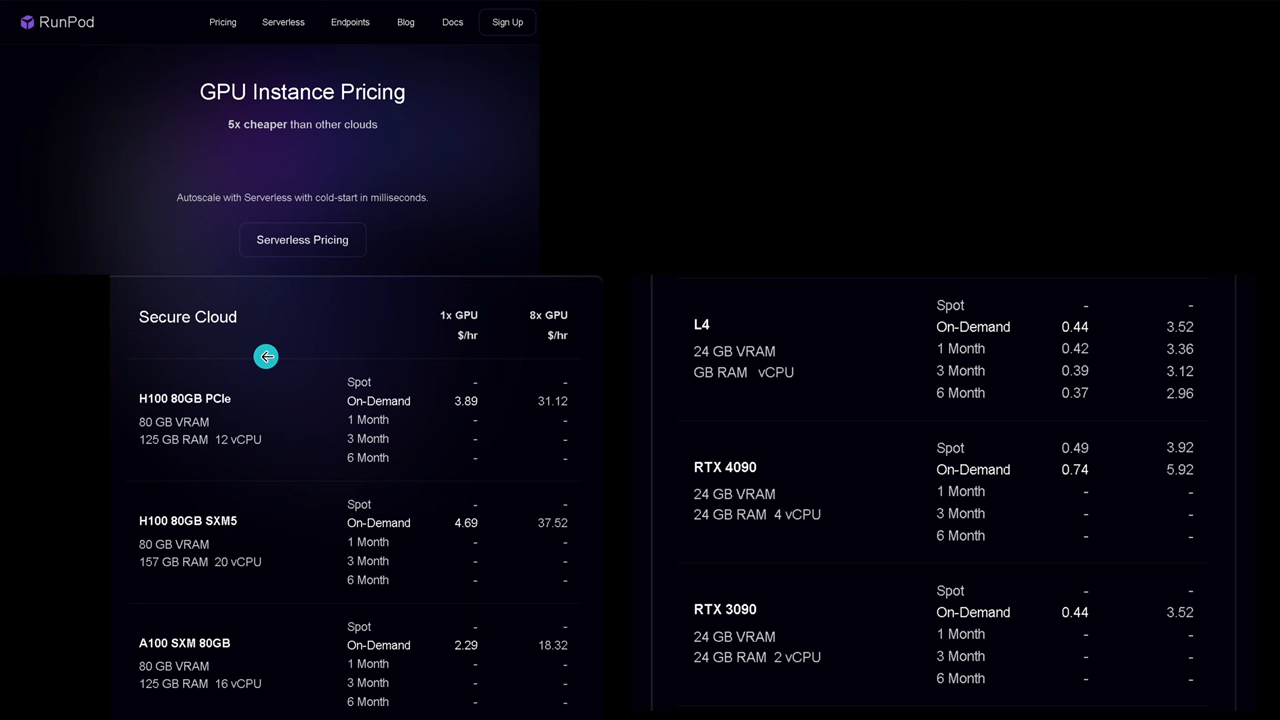 RunPod
Pricing Serverless Endpoints Blog Docs Sign Up
GPU Instance Pricing
5x cheaper than other clouds
Autoscale with Serverless with cold-start in milliseconds.
Serverless Pricing
Secure Cloud 1x GPU 8x GPU
$/hr $/hr
H100 80GB PCIe
80 GB VRAM
125 GB RAM 12 vCPU
Spot - -
On-Demand 3.89 31.12
1 Month - -
3 Month - -
6 Month - -
H100 80GB SXM5
80 GB VRAM
157 GB RAM 20 vCPU
Spot - -
On-Demand 4.69 37.52
1 Month - -
3 Month - -
6 Month - -
A100 SXM 80GB
80 GB VRAM
125 GB RAM 16 vCPU
Spot - -
On-Demand 2.29 18.32
1 Month - -
3 Month - -
6 Month - -
L4
24 GB VRAM
GB RAM vCPU
Spot - -
On-Demand 0.44 3.52
1 Month 0.42 3.36
3 Month 0.39 3.12
6 Month 0.37 2.96
RTX 4090
24 GB VRAM
24 GB RAM 4 vCPU
Spot 0.49 3.92
On-Demand 0.74 5.92
1 Month - -
3 Month - -
6 Month - -
RTX 3090
24 GB VRAM
24 GB RAM 2 vCPU
Spot - -
On-Demand 0.44 3.52
1 Month - -
3 Month - -
6 Month - -